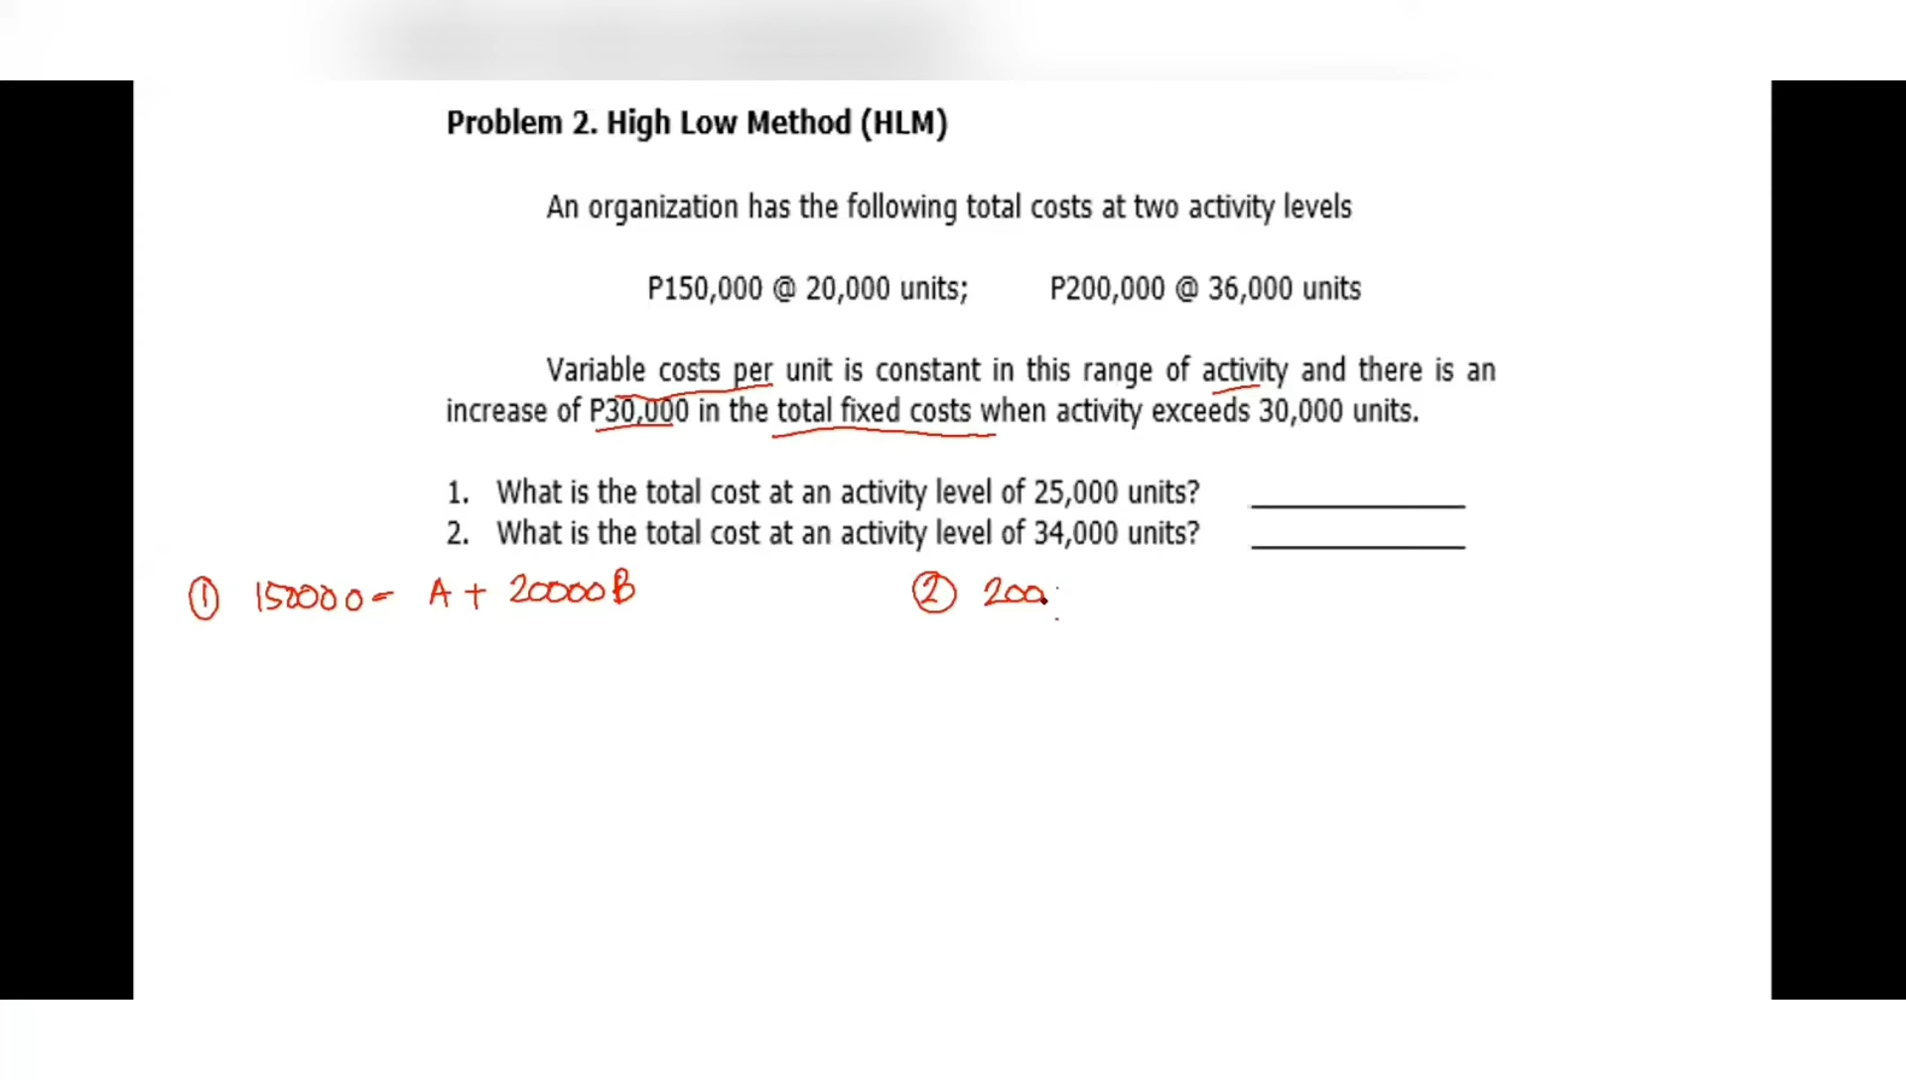 Problem 2. High Low Method (HLM)
An organization has the following total costs at two activity levels
P150,000 @ 20,000 units; P200,000 @ 36,000 units
Variable costs per unit is constant in this range of activity and there is an
increase of P30,000 in the total fixed costs when activity exceeds 30,000 units.
1. What is the total cost at an activity level of 25,000 units?
2. What is the total cost at an activity level of 34,000 units?
① 150000 = A + 20000B ② 200